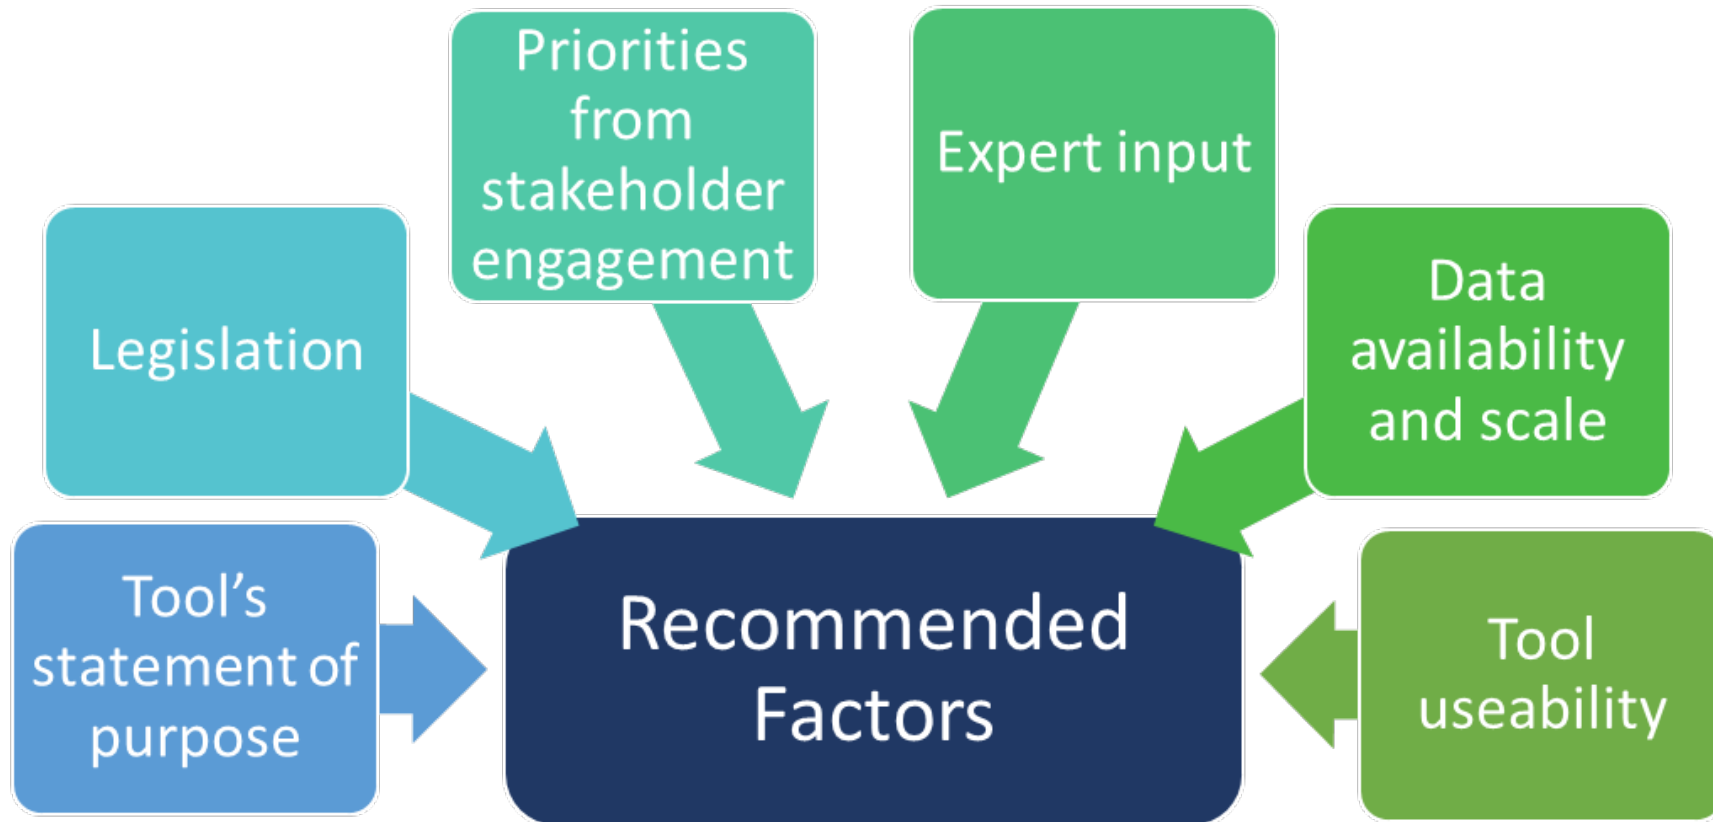 Priorities
from
stakeholder
engagement
Expert input
Legislation
Data
availability
and scale
Tool's
statement of
purpose
Recommended
Factors
Tool
useability